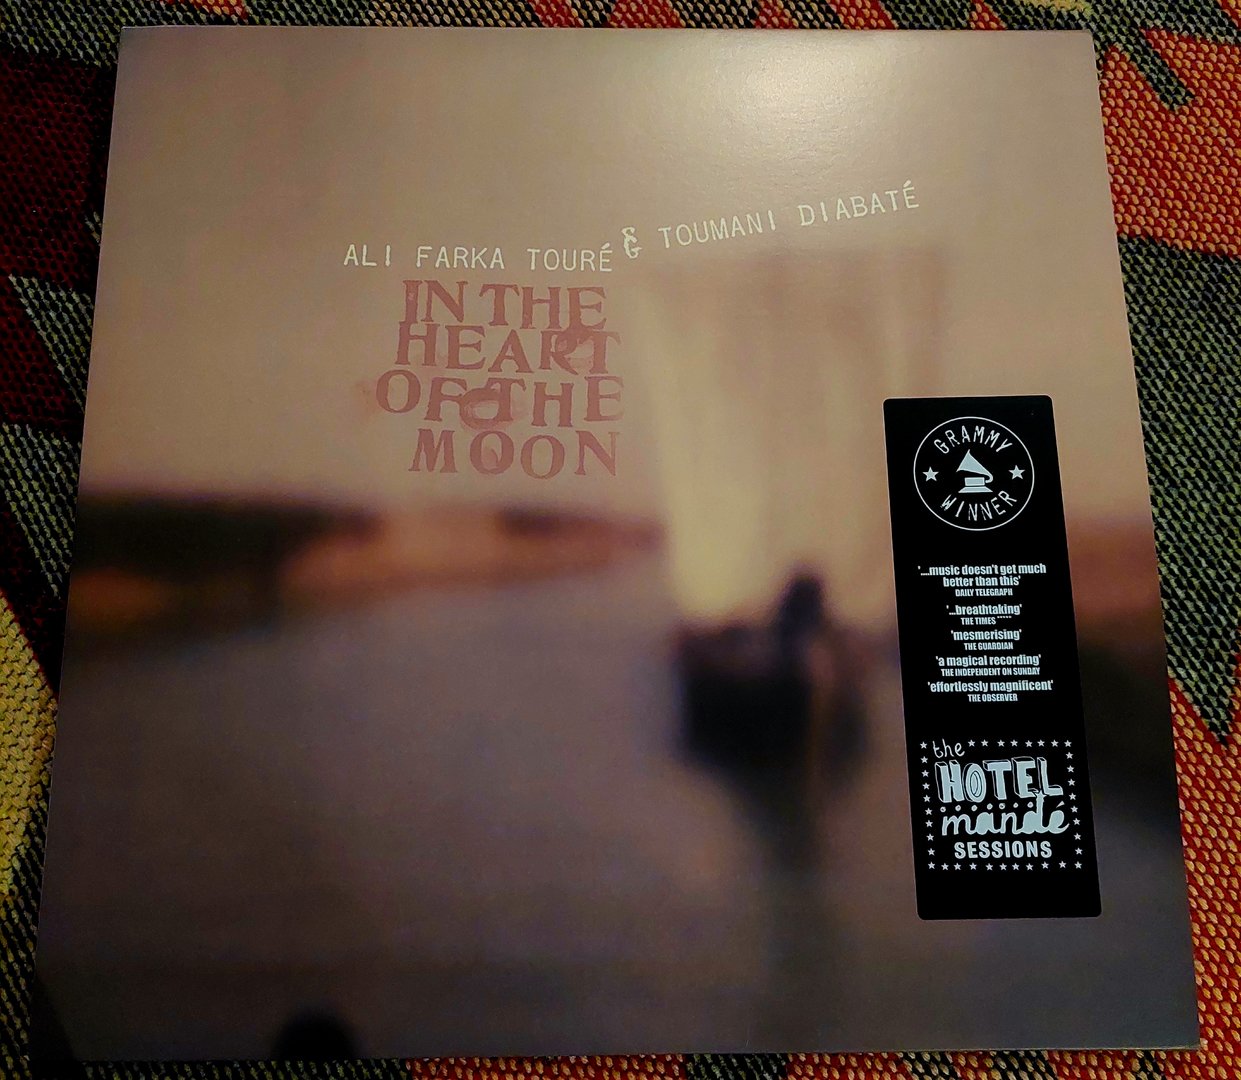 ALI FARKA TOURÉ & TOUMANI DIABATÉ
IN THE
HEART
OF THE
MOON
GRAMMY
WINNER
'....music doesn't get much
better than this'
DAILY TELEGRAPH
'...breathtaking'
THE TIMES *****
'mesmerising'
THE GUARDIAN
'a magical recording'
THE INDEPENDENT ON SUNDAY
'effortlessly magnificent'
THE OBSERVER
the
HOTEL
mandé
SESSIONS